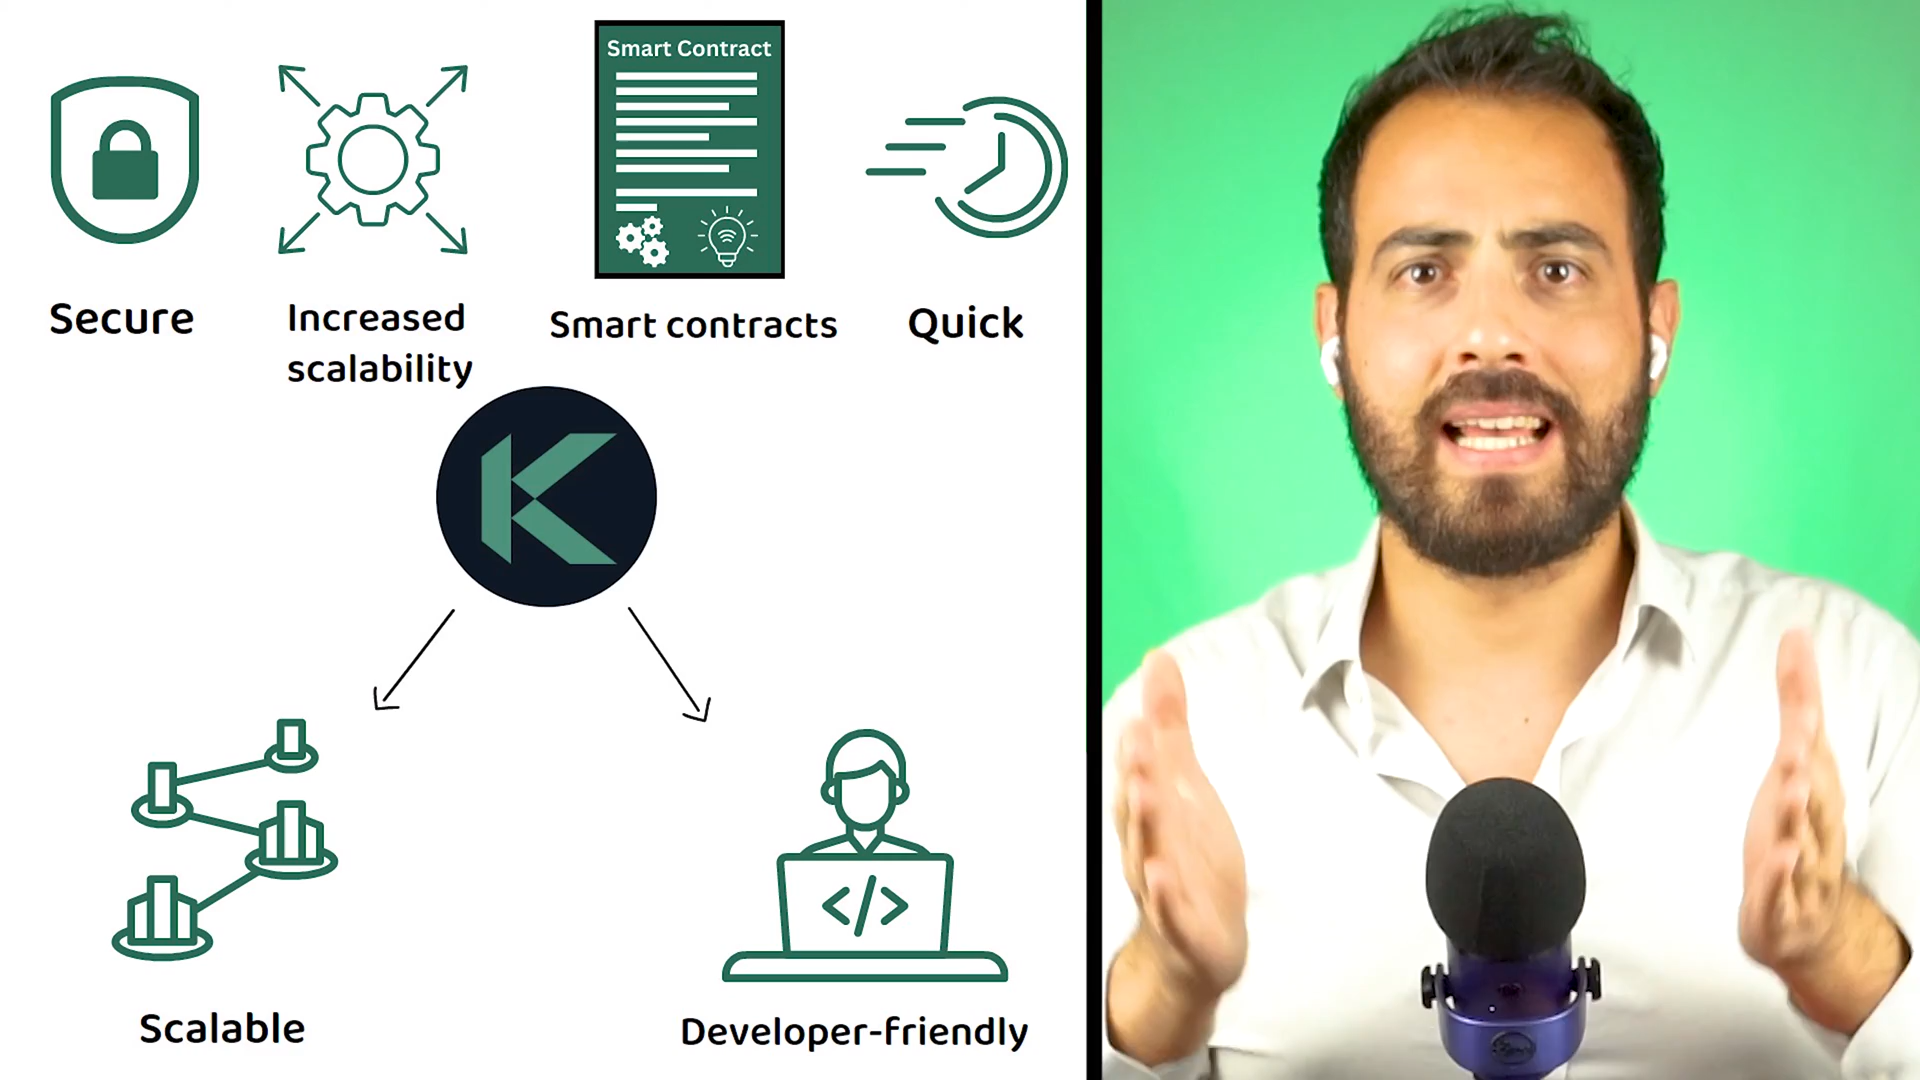 Smart Contract
Secure
Increased
scalability
Smart contracts
Quick
K
</>
Scalable
Developer-friendly